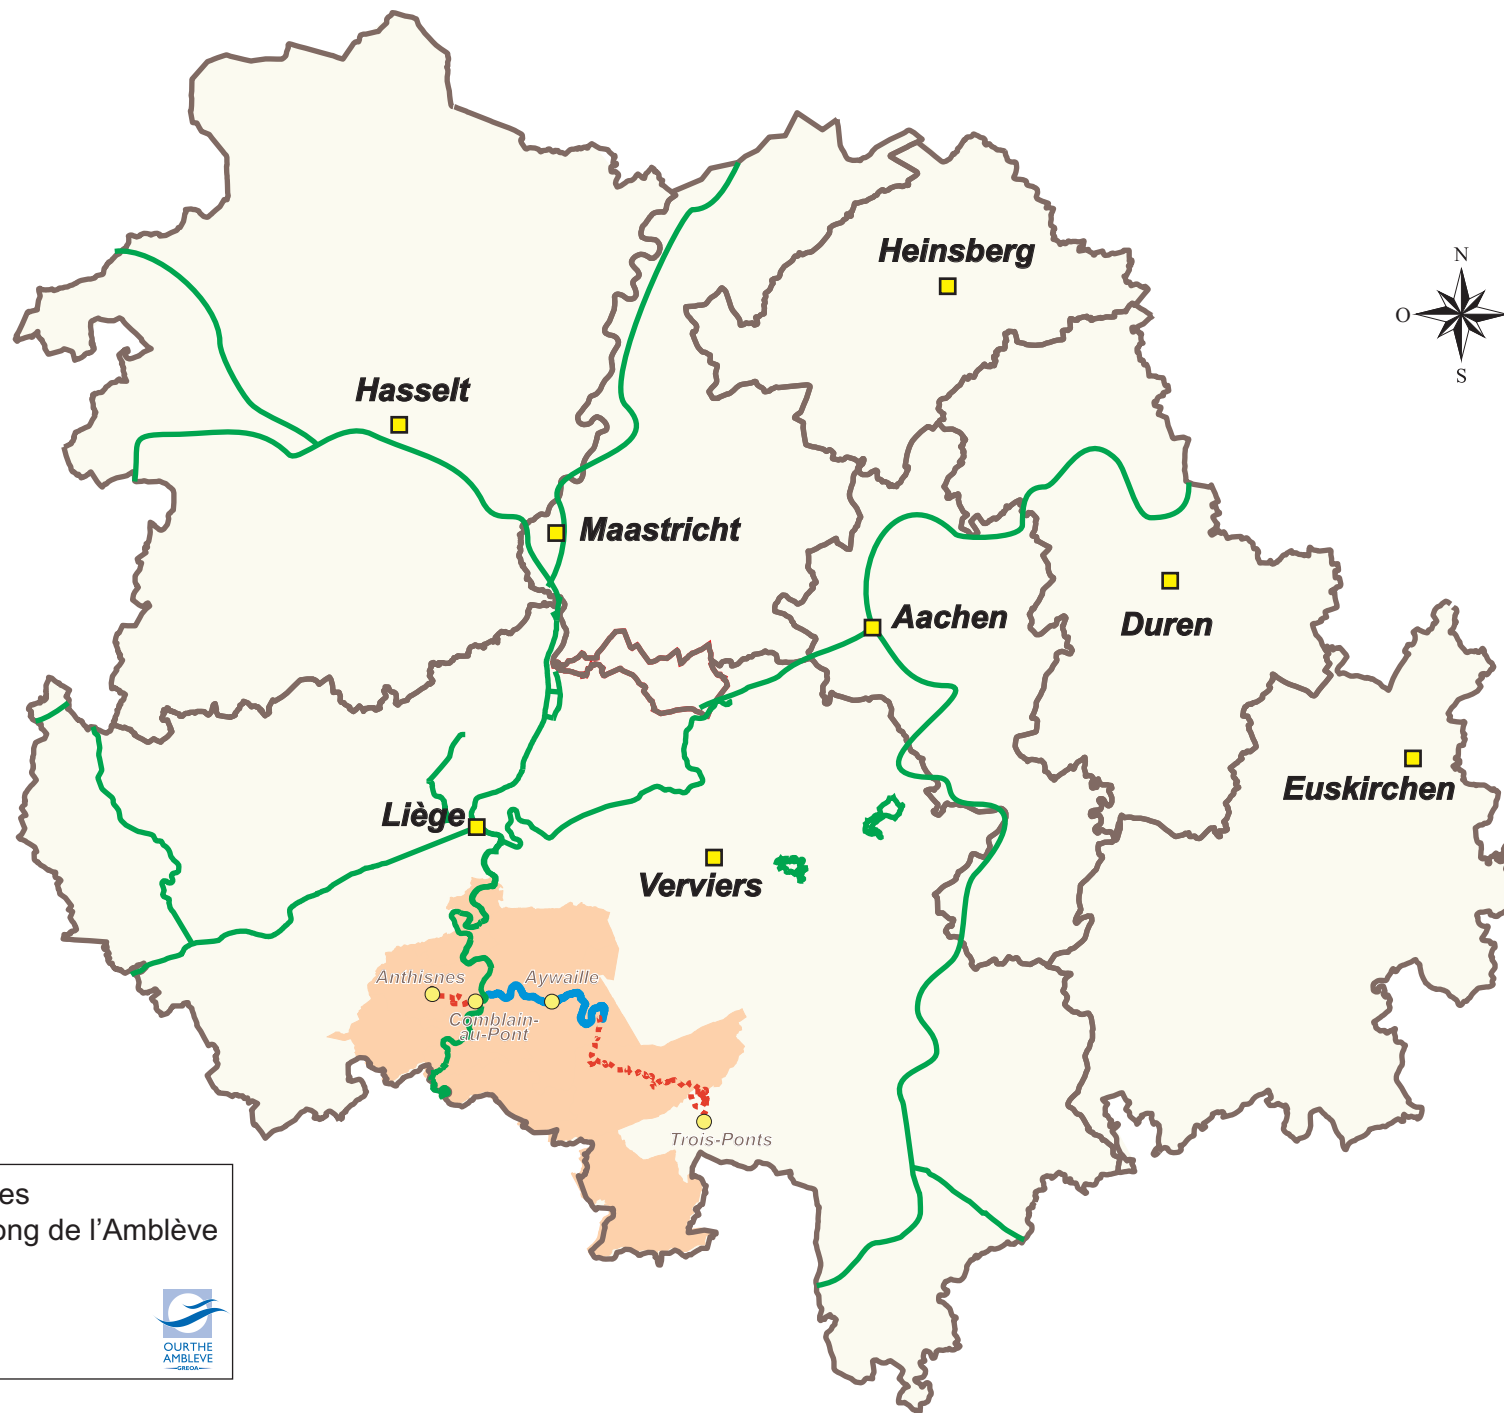 Heinsberg
N
O
S
Hasselt
Maastricht
Aachen
Duren
Euskirchen
Liège
Verviers
Anthisnes
Aywaille
Comblain-
au-Pont
Trois-Ponts
es
ong de l’Amblève
OURTHE
AMBLEVE
GREOA